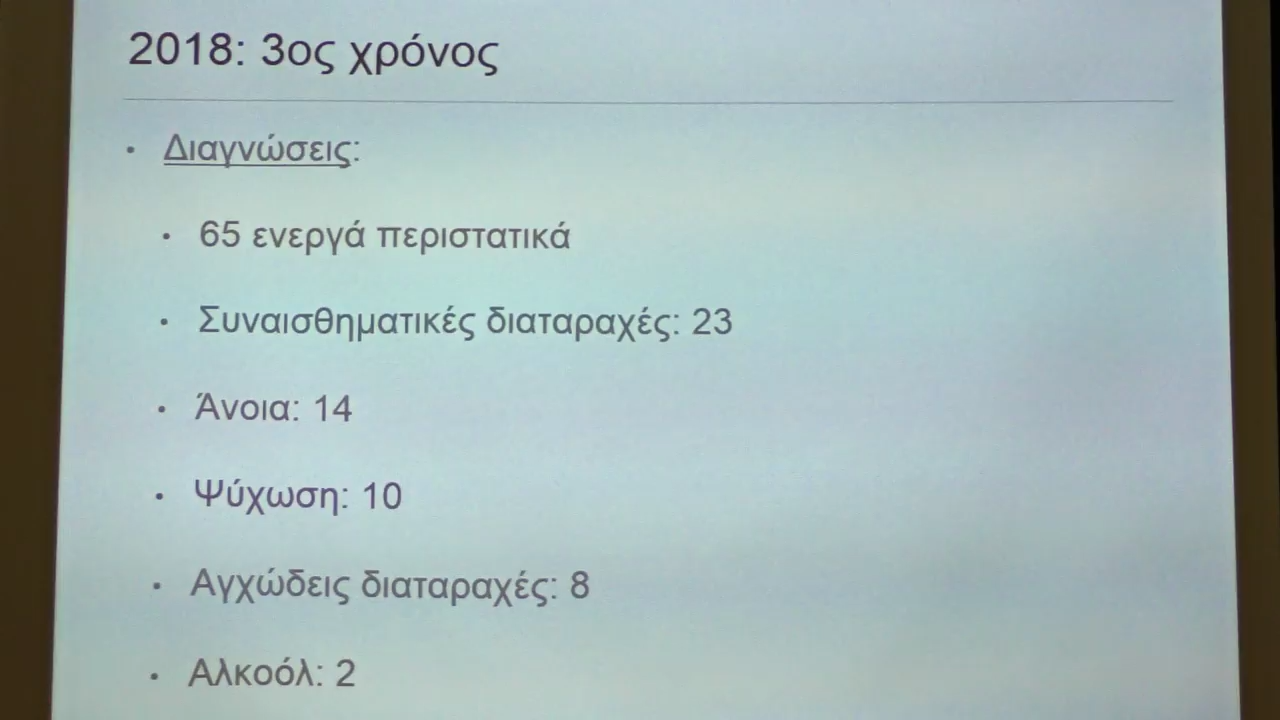 2018: 3ος χρόνος
• Διαγνώσεις:
• 65 ενεργά περιστατικά
• Συναισθηματικές διαταραχές: 23
• Άνοια: 14
• Ψύχωση: 10
• Αγχώδεις διαταραχές: 8
• Αλκοόλ: 2